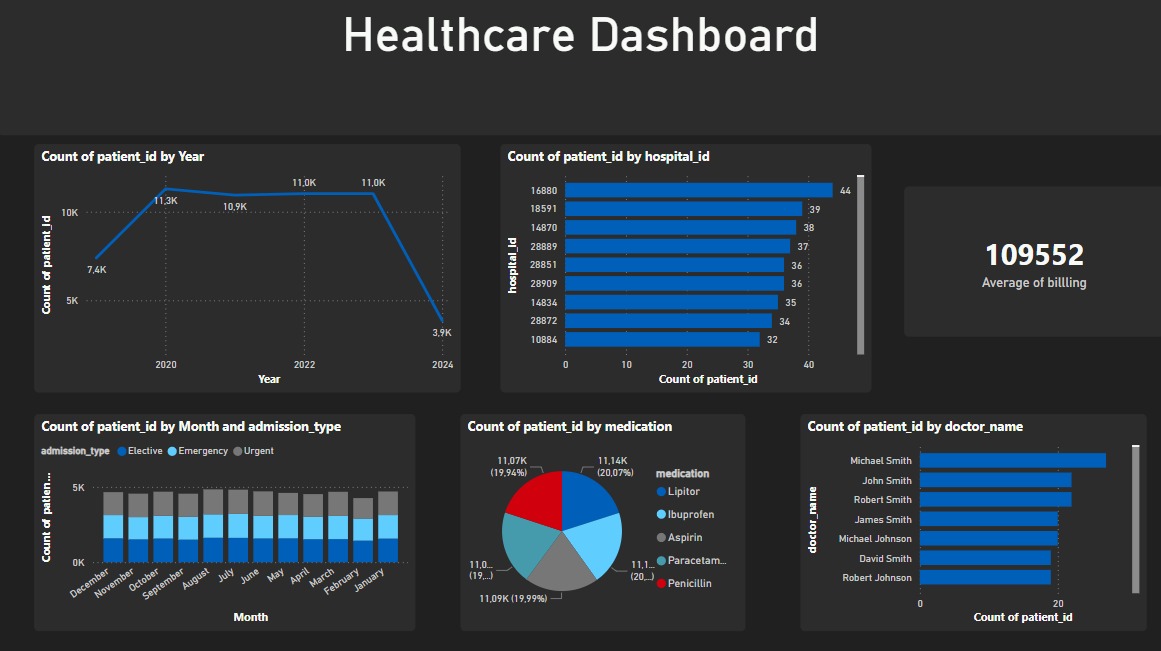 Healthcare Dashboard
Count of patient_id by Year
Count of patient_id
10K
5K
7,4K
11,3K
10,9K
11,0K
11,0K
3,9K
2020
2022
2024
Year
Count of patient_id by hospital_id
hospital_id
16880
44
18591
39
14870
38
28889
37
28851
36
28909
36
14834
35
28872
34
10884
32
0
10
20
30
40
Count of patient_id
109552
Average of billling
Count of patient_id by Month and admission_type
admission_type
Elective
Emergency
Urgent
Count of patien...
5K
0K
December
November
October
September
August
July
June
May
April
March
February
January
Month
Count of patient_id by medication
11,07K
(19,94%)
11,14K
(20,07%)
11,0...
(19,...)
11,1...
(20,...)
11,09K (19,99%)
medication
Lipitor
Ibuprofen
Aspirin
Paracetam...
Penicillin
Count of patient_id by doctor_name
doctor_name
Michael Smith
John Smith
Robert Smith
James Smith
Michael Johnson
David Smith
Robert Johnson
0
20
Count of patient_id